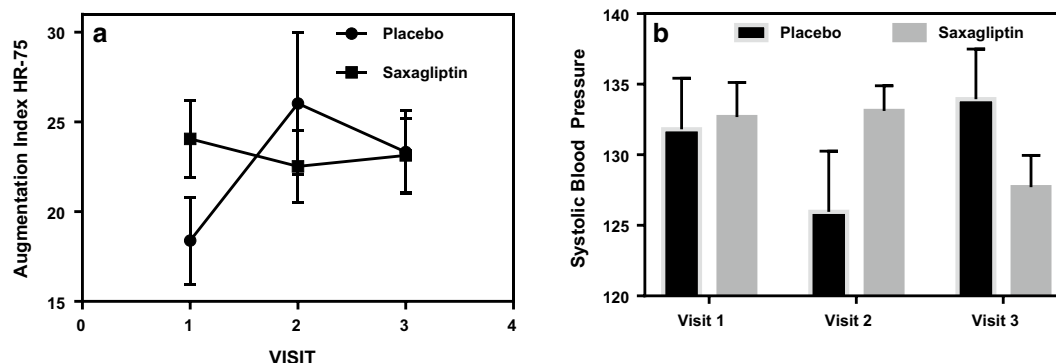 a
Placebo
Saxagliptin
Augmentation Index HR-75
30
25
20
15
0 1 2 3 4
VISIT
b
Placebo Saxagliptin
Systolic Blood Pressure
140
135
130
125
120
Visit 1 Visit 2 Visit 3